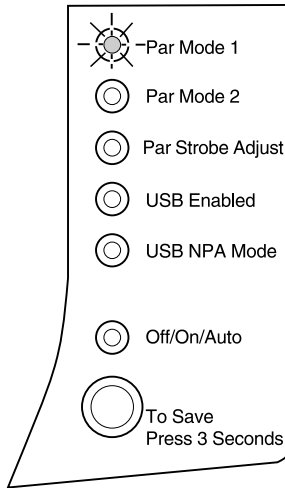 Par Mode 1
Par Mode 2
Par Strobe Adjust
USB Enabled
USB NPA Mode
Off/On/Auto
To Save
Press 3 Seconds